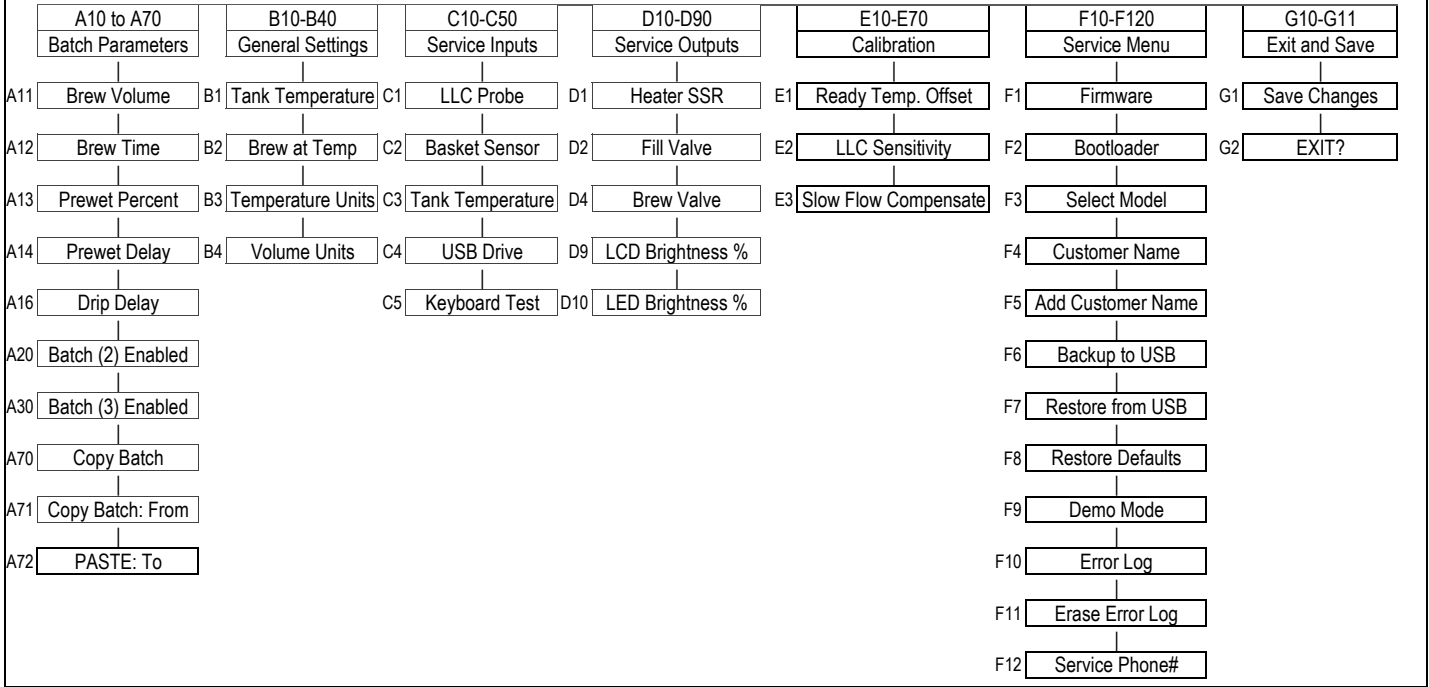 A10 to A70 B10-B40 C10-C50 D10-D90 E10-E70 F10-F120 G10-G11
Batch Parameters General Settings Service Inputs Service Outputs Calibration Service Menu Exit and Save
A11 Brew Volume B1 Tank Temperature C1 LLC Probe D1 Heater SSR E1 Ready Temp. Offset F1 Firmware G1 Save Changes
A12 Brew Time B2 Brew at Temp C2 Basket Sensor D2 Fill Valve E2 LLC Sensitivity F2 Bootloader G2 EXIT?
A13 Prewet Percent B3 Temperature Units C3 Tank Temperature D4 Brew Valve E3 Slow Flow Compensate F3 Select Model
A14 Prewet Delay B4 Volume Units C4 USB Drive D9 LCD Brightness % F4 Customer Name
A16 Drip Delay C5 Keyboard Test D10 LED Brightness % F5 Add Customer Name
A20 Batch (2) Enabled F6 Backup to USB
A30 Batch (3) Enabled F7 Restore from USB
A70 Copy Batch F8 Restore Defaults
A71 Copy Batch: From F9 Demo Mode
A72 PASTE: To F10 Error Log
F11 Erase Error Log
F12 Service Phone#